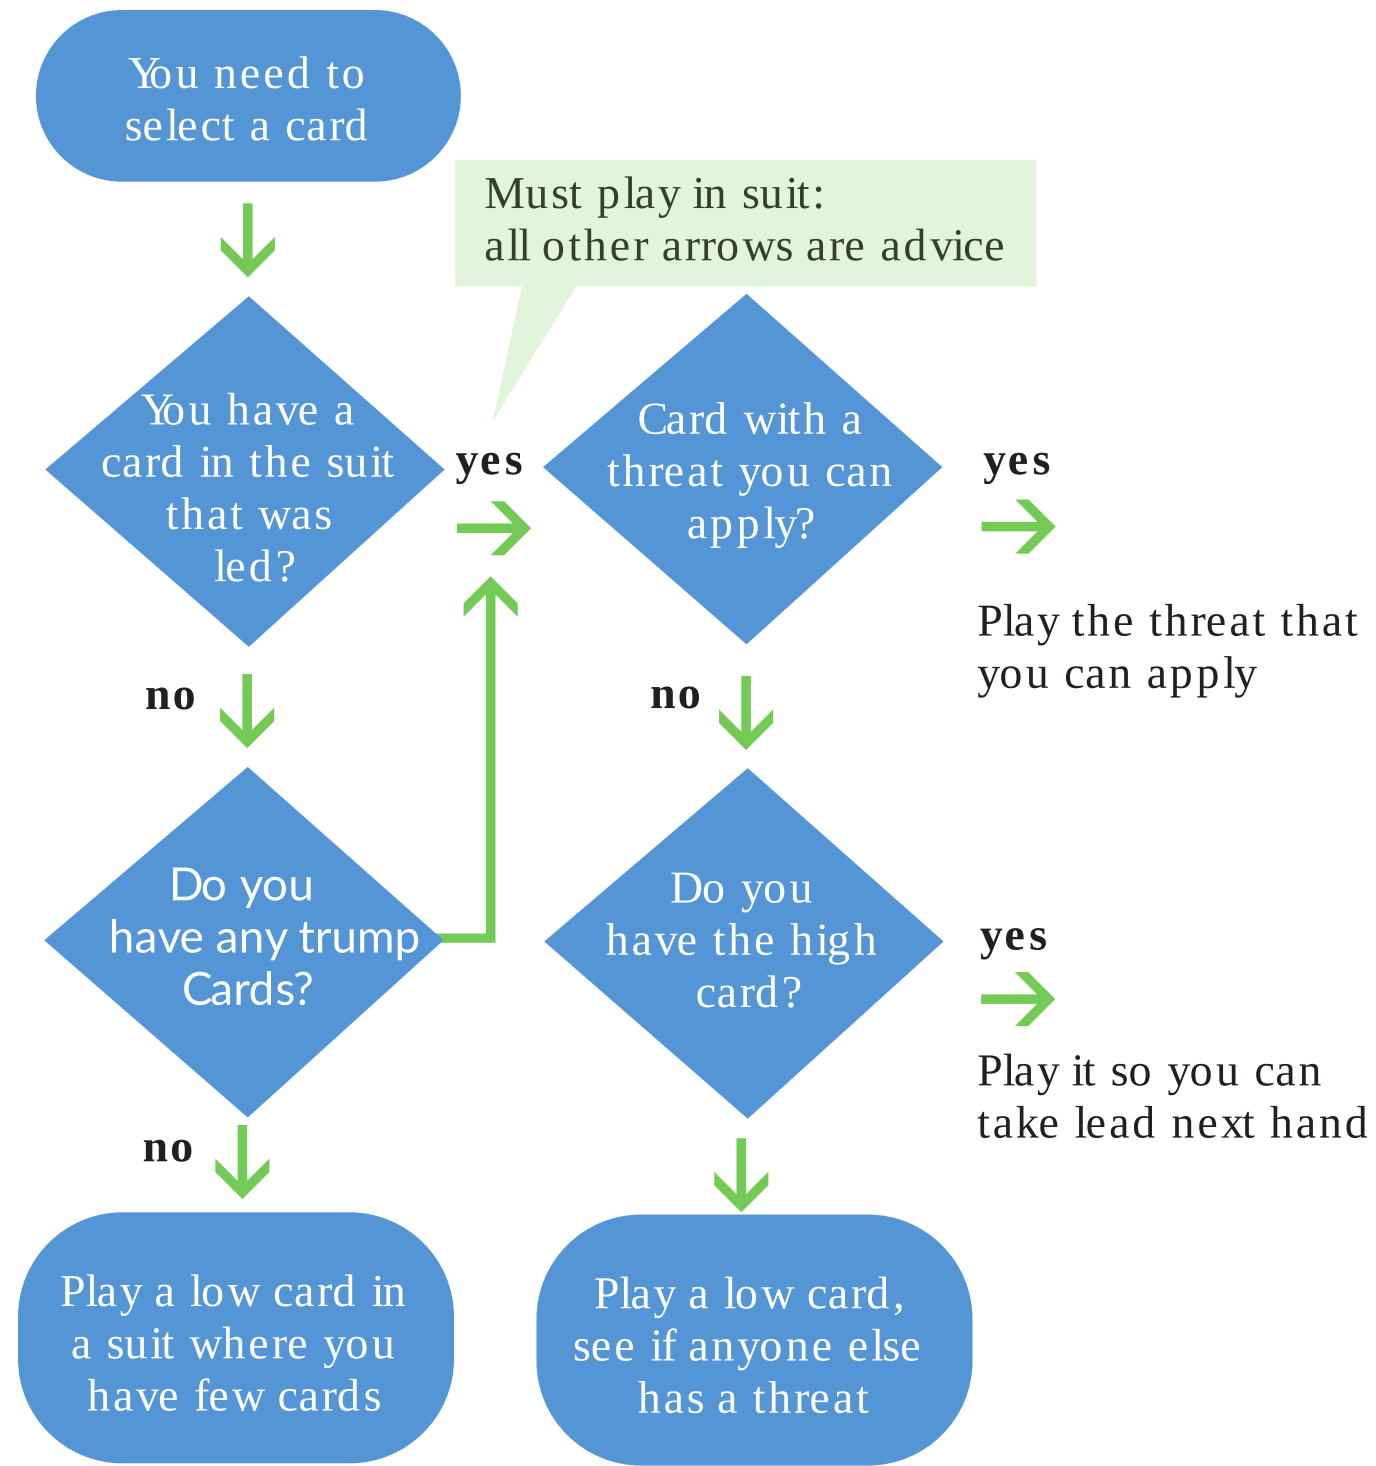 You need to
select a card
Must play in suit:
all other arrows are advice
You have a
card in the suit
that was
led?
yes
Card with a
threat you can
apply?
yes
Play the threat that
you can apply
no
no
Do you
have any trump
Cards?
Do you
have the high
card?
yes
Play it so you can
take lead next hand
no
Play a low card in
a suit where you
have few cards
Play a low card,
see if anyone else
has a threat